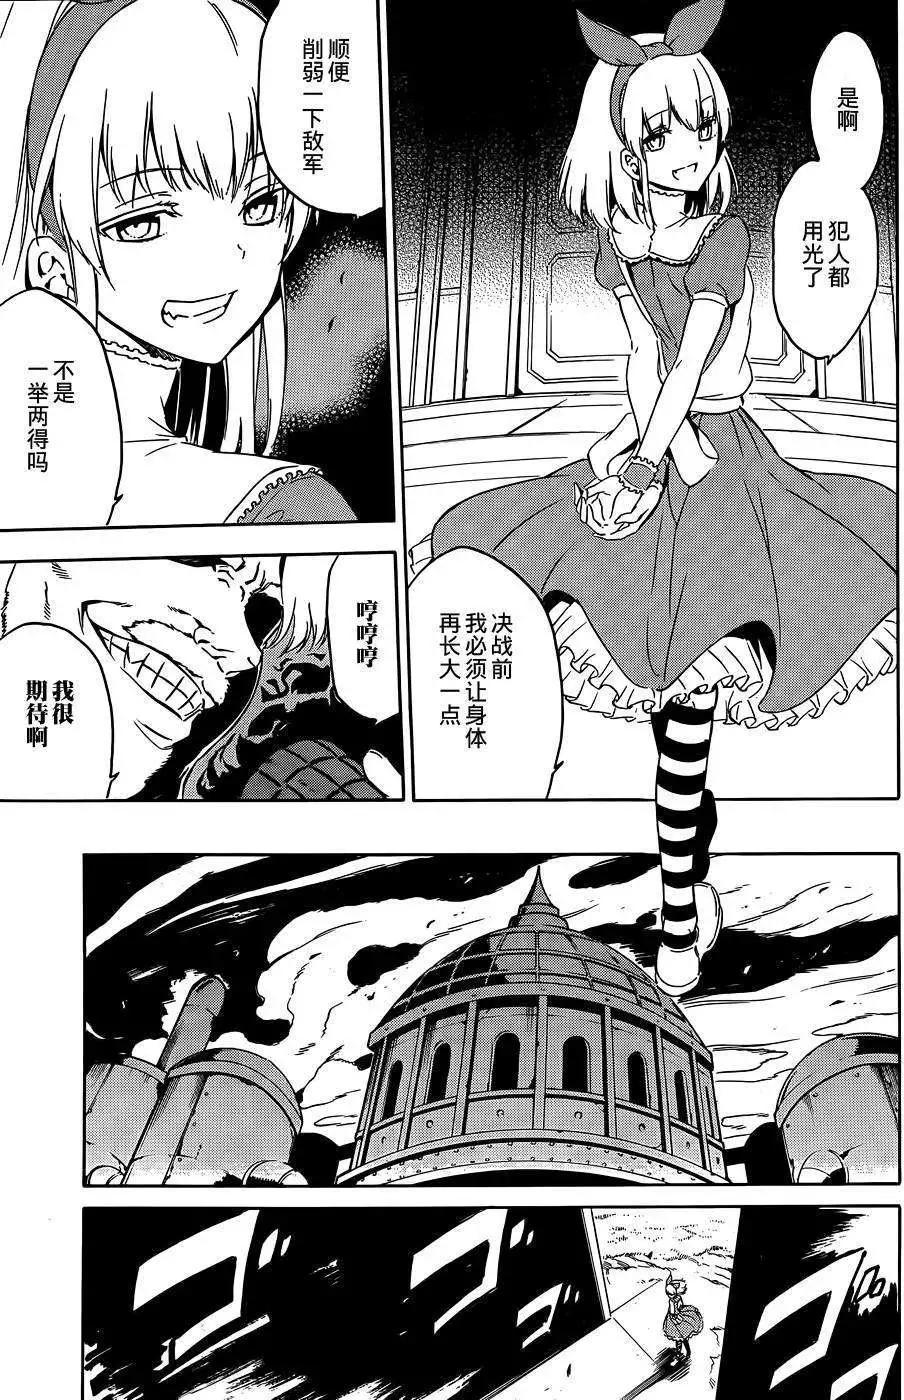 是啊
犯人都
用光了
决战前
我必须让身体
再长大一点
顺便
削弱一下敌军
不是
一举两得吗
哼哼哼
我很
期待啊
ゴ
ゴ
ゴ
ゴ